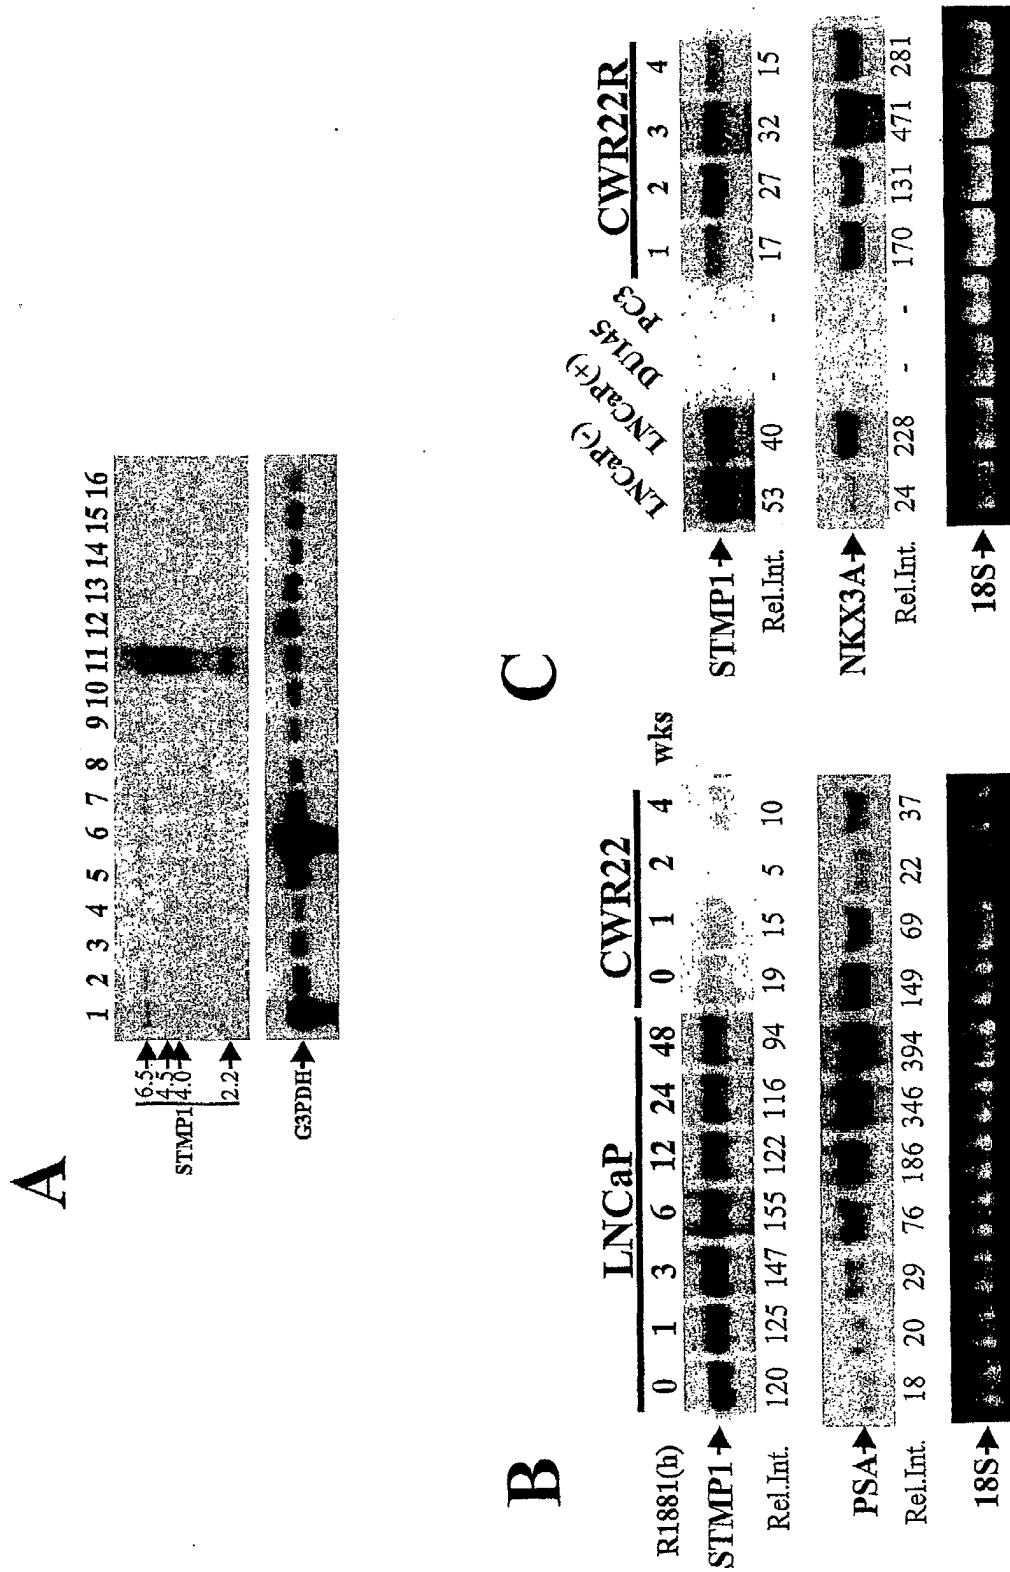 A
1 2 3 4 5 6 7 8 9 10 11 12 13 14 15 16
6.5
4.5
4.0
2.2
STMP1
G3PDH
B
LNCaP CWR22
R1881(h) 0 1 3 6 12 24 48 0 1 2 4 wks
STMP1
Rel.Int. 120 125 147 155 122 116 94 19 15 5 10
PSA
Rel.Int. 18 20 29 76 186 346 394 149 69 22 37
18S
C
LNCaP(-) LNCaP(+) DU145 PC3 CWR22R
1 2 3 4
STMP1
Rel.Int. 53 40 - - 17 27 32 15
NKX3A
Rel.Int. 24 228 - - 170 131 471 281
18S